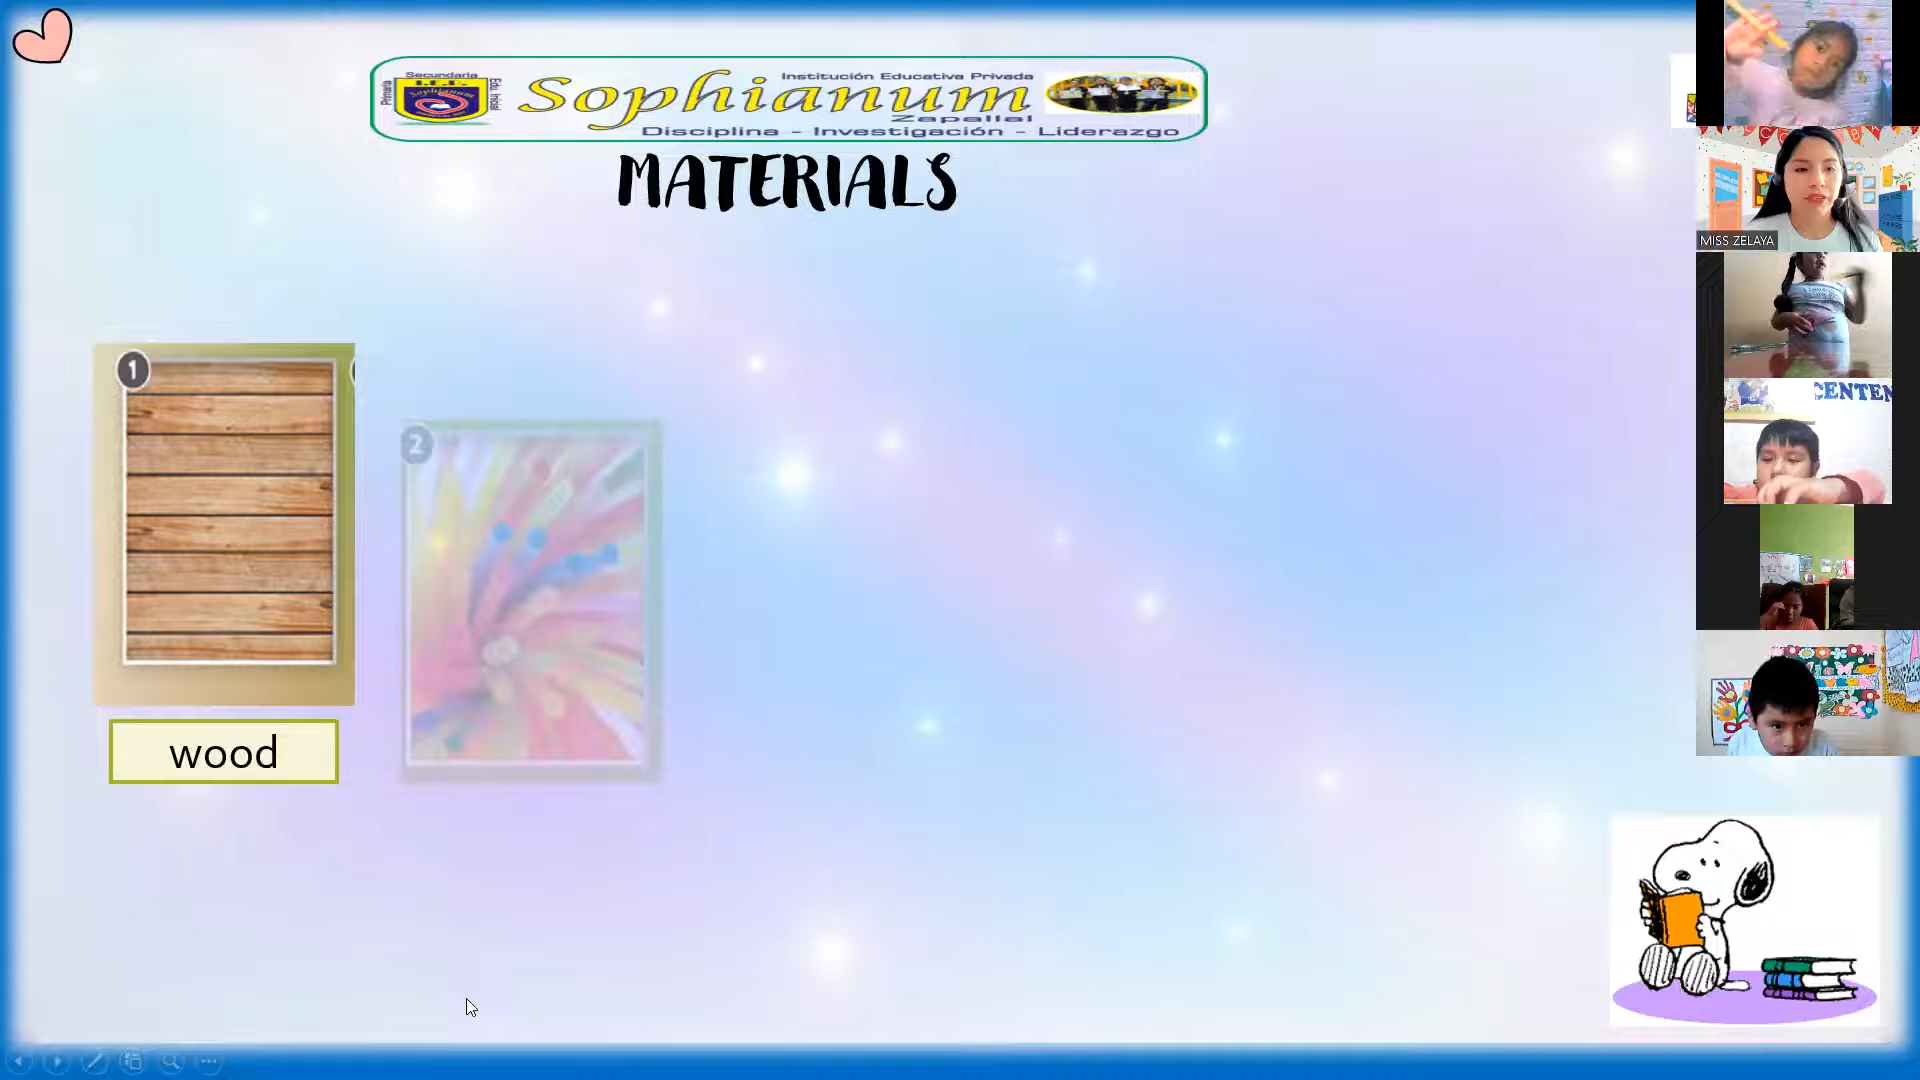 Secundaria
Primaria
I.E.P.
Sophianum
Edu. Inicial
Sophianum
Institución Educativa Privada
Zapallal
Disciplina - Investigación - Liderazgo
MATERIALS
1
2
wood
MISS ZELAYA
CENTEN